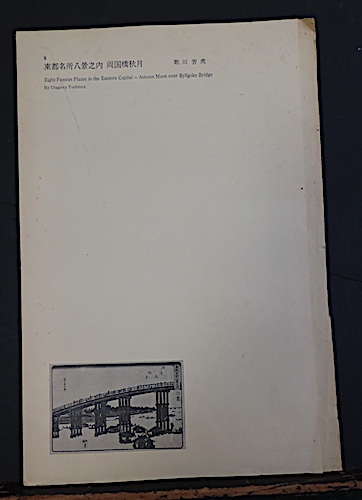 9
東都名所八景之内 両国橋秋月 歌川芳虎
Eight Famous Places in the Eastern Capital – Autumn Moon over Ryōgoku Bridge
By Utagawa Yoshitora